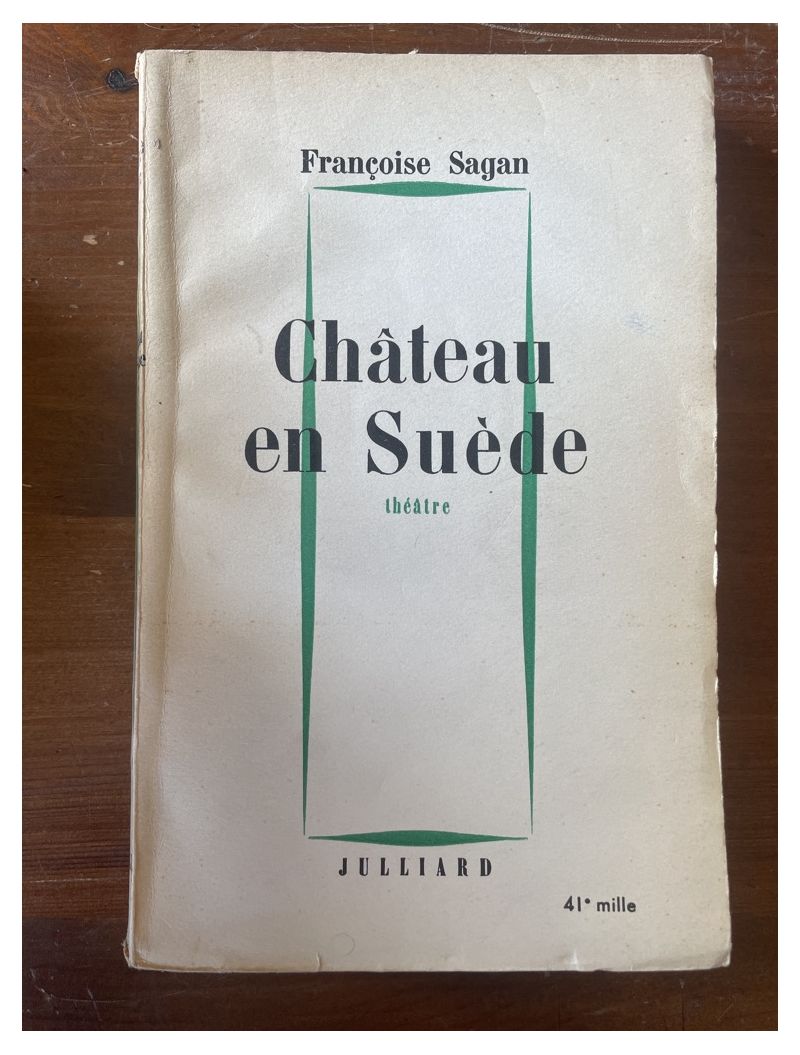 Françoise Sagan
Château
en Suède
théâtre
JULLIARD
41e mille